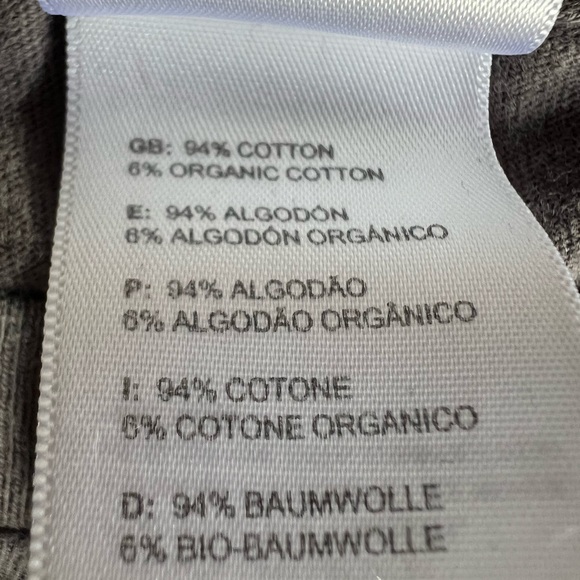 GB: 94% COTTON
6% ORGANIC COTTON
E: 94% ALGODÓN
6% ALGODÓN ORGÁNICO
P: 94% ALGODÃO
6% ALGODÃO ORGÂNICO
I: 94% COTONE
6% COTONE ORGANICO
D: 94% BAUMWOLLE
6% BIO-BAUMWOLLE